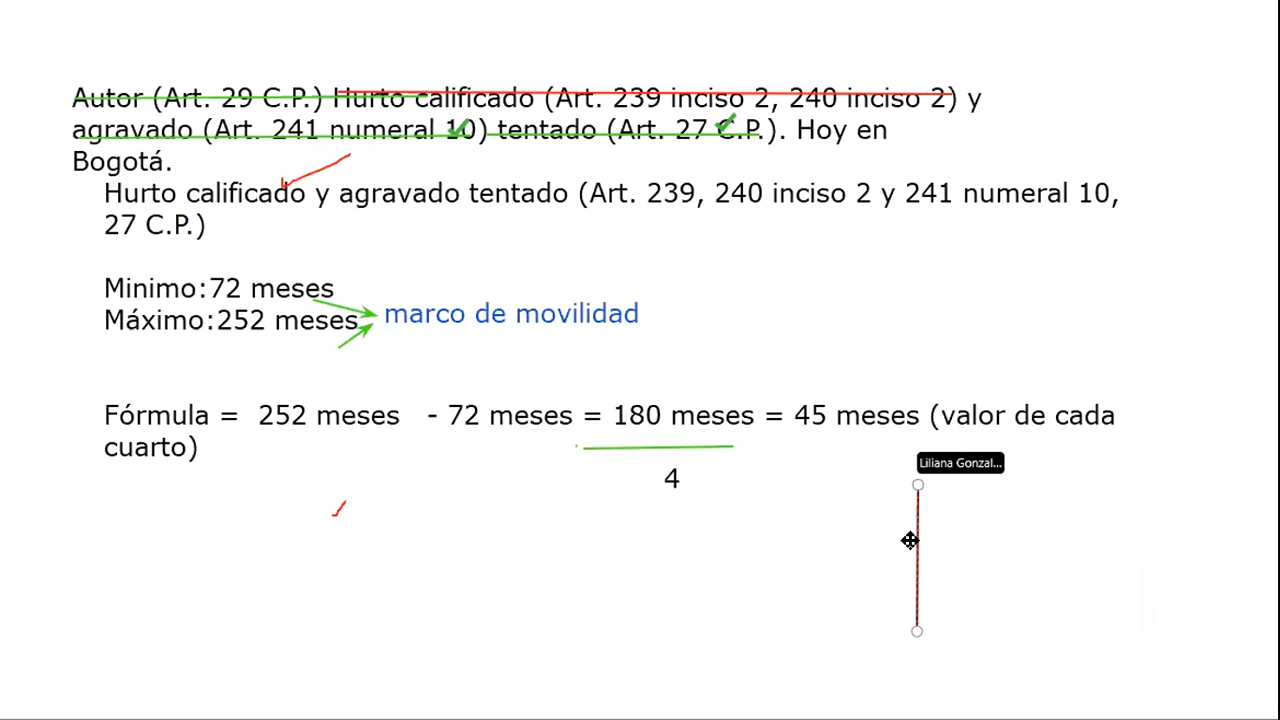 Autor (Art. 29 C.P.) Hurto calificado (Art. 239 inciso 2, 240 inciso 2) y
agravado (Art. 241 numeral 10) tentado (Art. 27 C.P.). Hoy en
Bogotá.
Hurto calificado y agravado tentado (Art. 239, 240 inciso 2 y 241 numeral 10,
27 C.P.)
Minimo:72 meses
Máximo:252 meses
marco de movilidad
Fórmula = 252 meses - 72 meses = 180 meses = 45 meses (valor de cada
cuarto)
4
Liliana Gonzal...